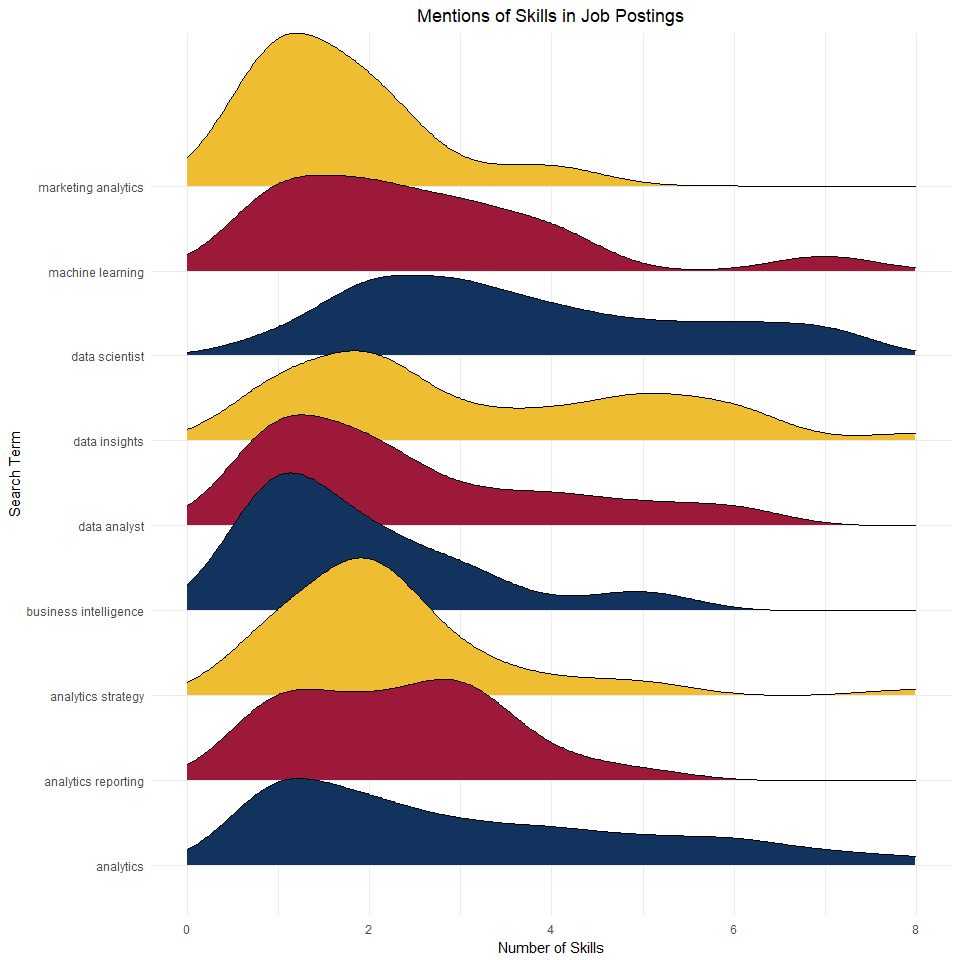 Mentions of Skills in Job Postings
marketing analytics
machine learning
data scientist
data insights
data analyst
business intelligence
analytics strategy
analytics reporting
analytics
Search Term
0 2 4 6 8
Number of Skills